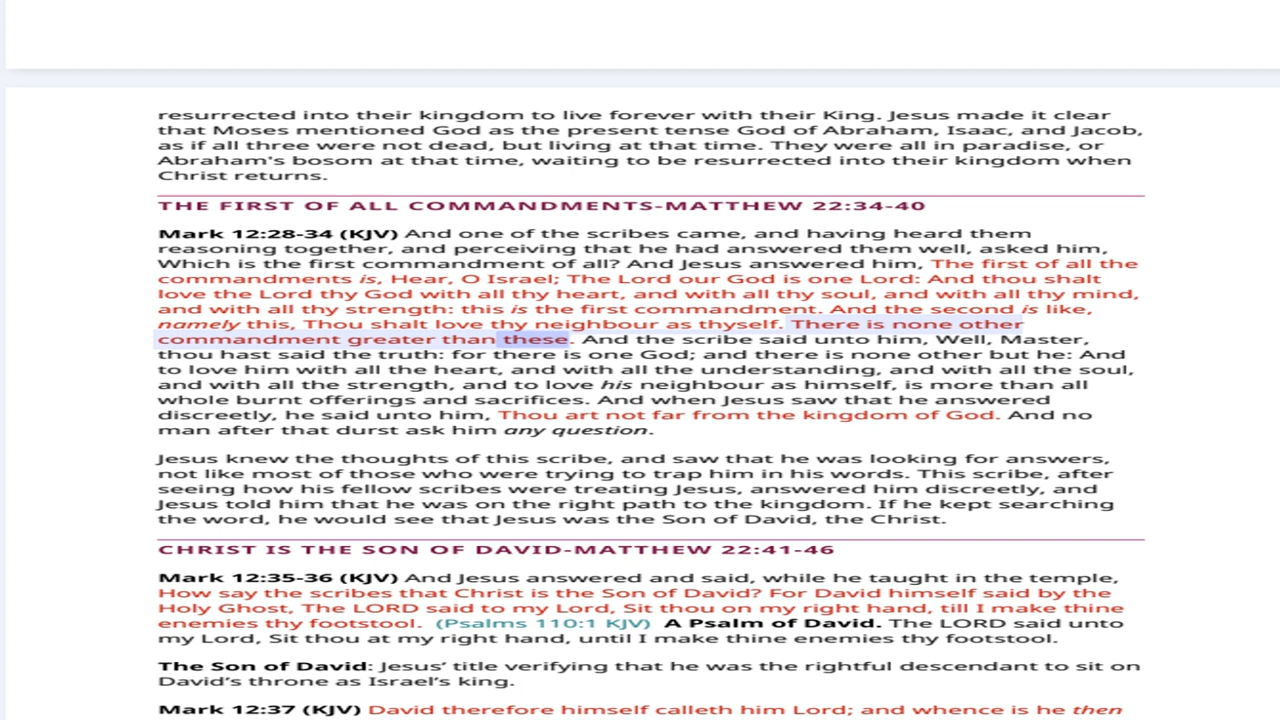 resurrected into their kingdom to live forever with their King. Jesus made it clear
that Moses mentioned God as the present tense God of Abraham, Isaac, and Jacob,
as if all three were not dead, but living at that time. They were all in paradise, or
Abraham's bosom at that time, waiting to be resurrected into their kingdom when
Christ returns.
THE FIRST OF ALL COMMANDMENTS-MATTHEW 22:34-40
Mark 12:28-34 (KJV) And one of the scribes came, and having heard them
reasoning together, and perceiving that he had answered them well, asked him,
Which is the first commandment of all? And Jesus answered him, The first of all the
commandments is, Hear, O Israel; The Lord our God is one Lord: And thou shalt
love the Lord thy God with all thy heart, and with all thy soul, and with all thy mind,
and with all thy strength: this is the first commandment. And the second is like,
namely this, Thou shalt love thy neighbour as thyself. There is none other
commandment greater than these. And the scribe said unto him, Well, Master,
thou hast said the truth: for there is one God; and there is none other but he: And
to love him with all the heart, and with all the understanding, and with all the soul,
and with all the strength, and to love his neighbour as himself, is more than all
whole burnt offerings and sacrifices. And when Jesus saw that he answered
discreetly, he said unto him, Thou art not far from the kingdom of God. And no
man after that durst ask him any question.
Jesus knew the thoughts of this scribe, and saw that he was looking for answers,
not like most of those who were trying to trap him in his words. This scribe, after
seeing how his fellow scribes were treating Jesus, answered him discreetly, and
Jesus told him that he was on the right path to the kingdom. If he kept searching
the word, he would see that Jesus was the Son of David, the Christ.
CHRIST IS THE SON OF DAVID-MATTHEW 22:41-46
Mark 12:35-36 (KJV) And Jesus answered and said, while he taught in the temple,
How say the scribes that Christ is the Son of David? For David himself said by the
Holy Ghost, The LORD said to my Lord, Sit thou on my right hand, till I make thine
enemies thy footstool. (Psalms 110:1 KJV) A Psalm of David. The LORD said unto
my Lord, Sit thou at my right hand, until I make thine enemies thy footstool.
The Son of David: Jesus’ title verifying that he was the rightful descendant to sit on
David’s throne as Israel’s king.
Mark 12:37 (KJV) David therefore himself calleth him Lord; and whence is he then